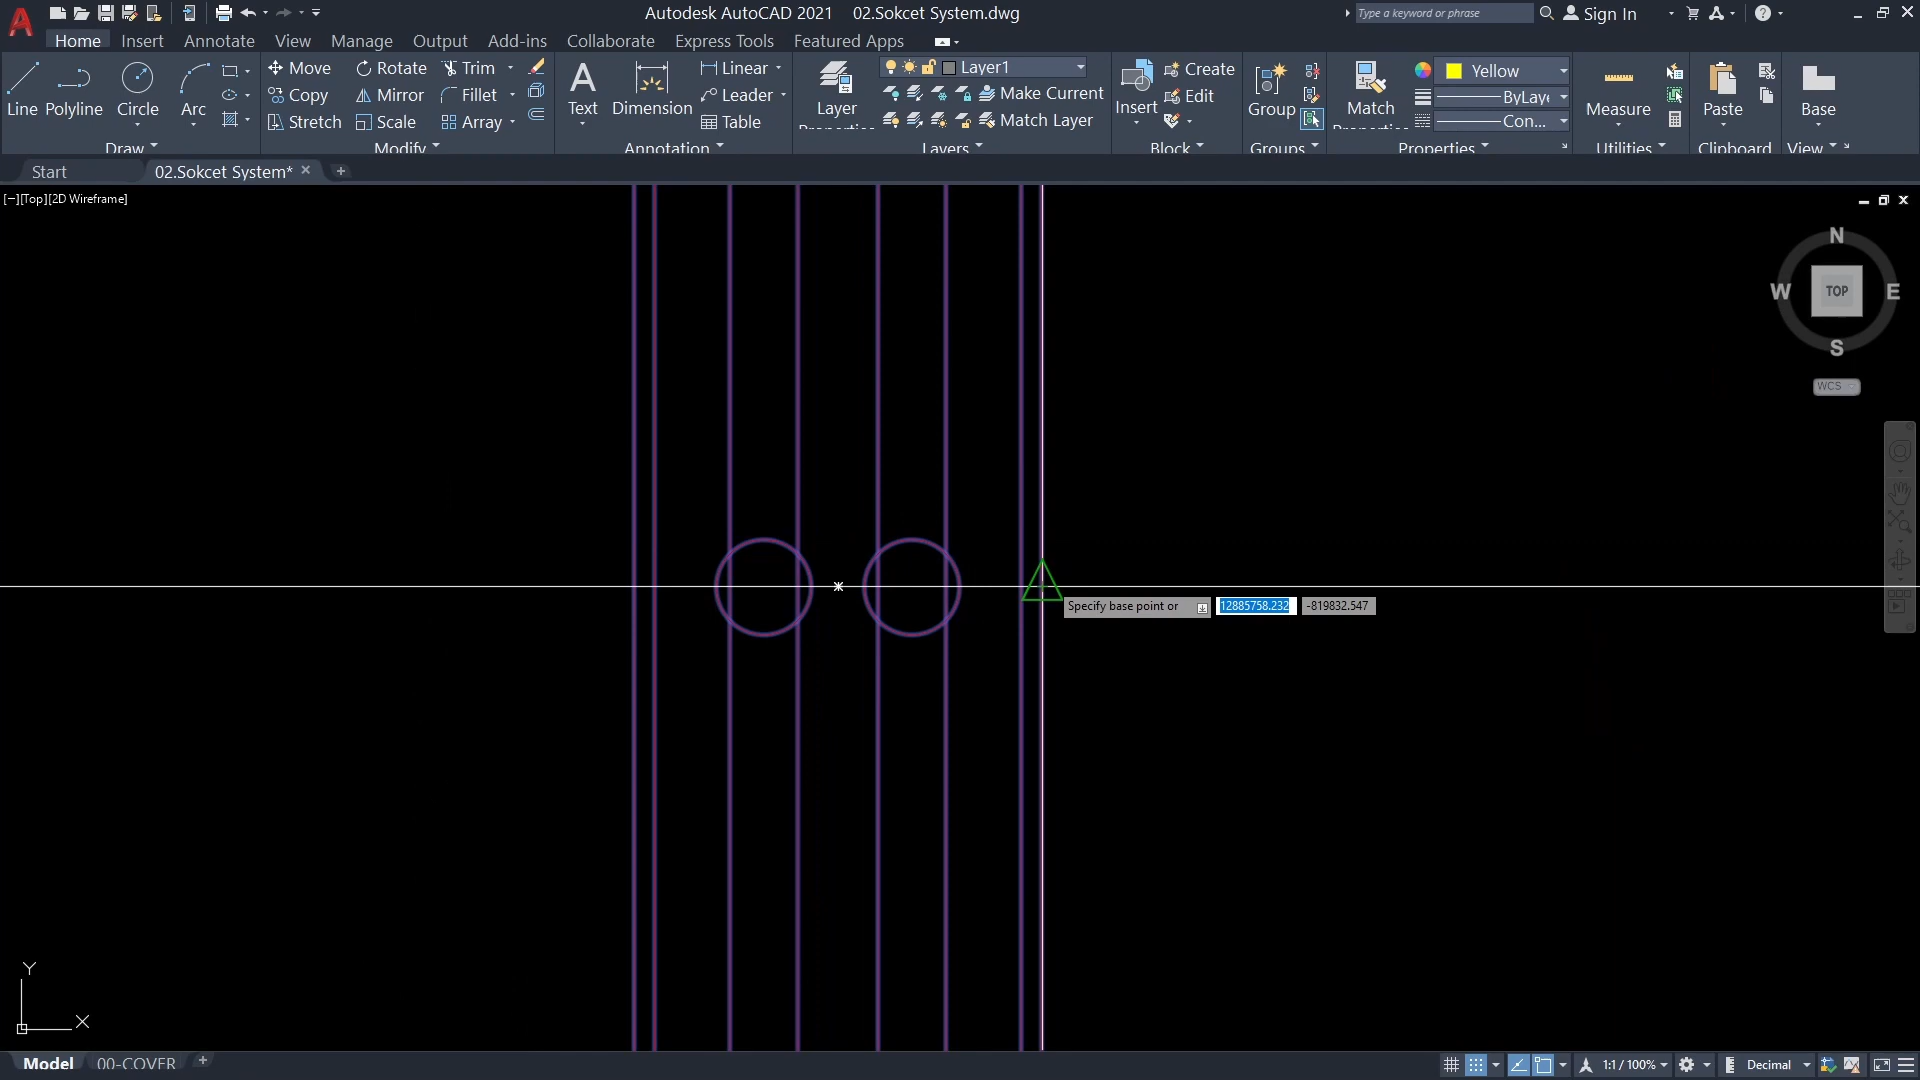 Autodesk AutoCAD 2021 02.Sokcet System.dwg
Type a keyword or phrase
Sign In
Home Insert Annotate View Manage Output Add-ins Collaborate Express Tools Featured Apps
Line Polyline Circle Arc
Move Rotate Trim
Copy Mirror Fillet
Stretch Scale Array
Text Dimension
Linear
Leader
Table
Layer
Layer1
Make Current
Match Layer
Insert
Create
Edit
Group
Match
Yellow
ByLaye
Con...
Measure
Paste
Base
Draw Modify Annotation Layers Block Groups Properties Utilities Clipboard View
Start 02.Sokcet System* +
[−][Top][2D Wireframe]
N
W TOP E
S
WCS
Specify base point or 12885758.232 -819832.547
Y
X
Model 00-COVER +
1:1 / 100% Decimal